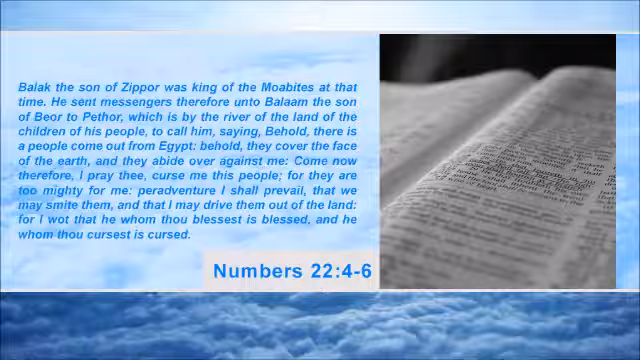 Balak the son of Zippor was king of the Moabites at that
time. He sent messengers therefore unto Balaam the son
of Beor to Pethor, which is by the river of the land of the
children of his people, to call him, saying, Behold, there is
a people come out from Egypt: behold, they cover the face
of the earth, and they abide over against me: Come now
therefore, I pray thee, curse me this people; for they are
too mighty for me: peradventure I shall prevail, that we
may smite them, and that I may drive them out of the land:
for I wot that he whom thou blessest is blessed, and he
whom thou cursest is cursed.
Numbers 22:4-6